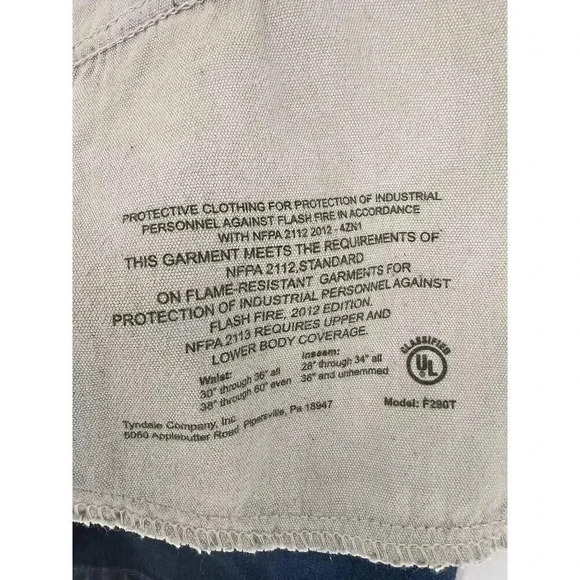 PROTECTIVE CLOTHING FOR PROTECTION OF INDUSTRIAL
PERSONNEL AGAINST FLASH FIRE IN ACCORDANCE
WITH NFPA 2112 2012 - 4ZN1
THIS GARMENT MEETS THE REQUIREMENTS OF
NFPA 2112,STANDARD
ON FLAME-RESISTANT GARMENTS FOR
PROTECTION OF INDUSTRIAL PERSONNEL AGAINST
FLASH FIRE, 2012 EDITION.
NFPA 2113 REQUIRES UPPER AND
LOWER BODY COVERAGE.
Waist: Inseam:
30" through 36" all 28" through 34" all
38" through 60" even 36" and unhemmed
CLASSIFIED
UL
Model: F290T
Tyndale Company, Inc.
5050 Applebutter Road Pipersville, Pa 18947